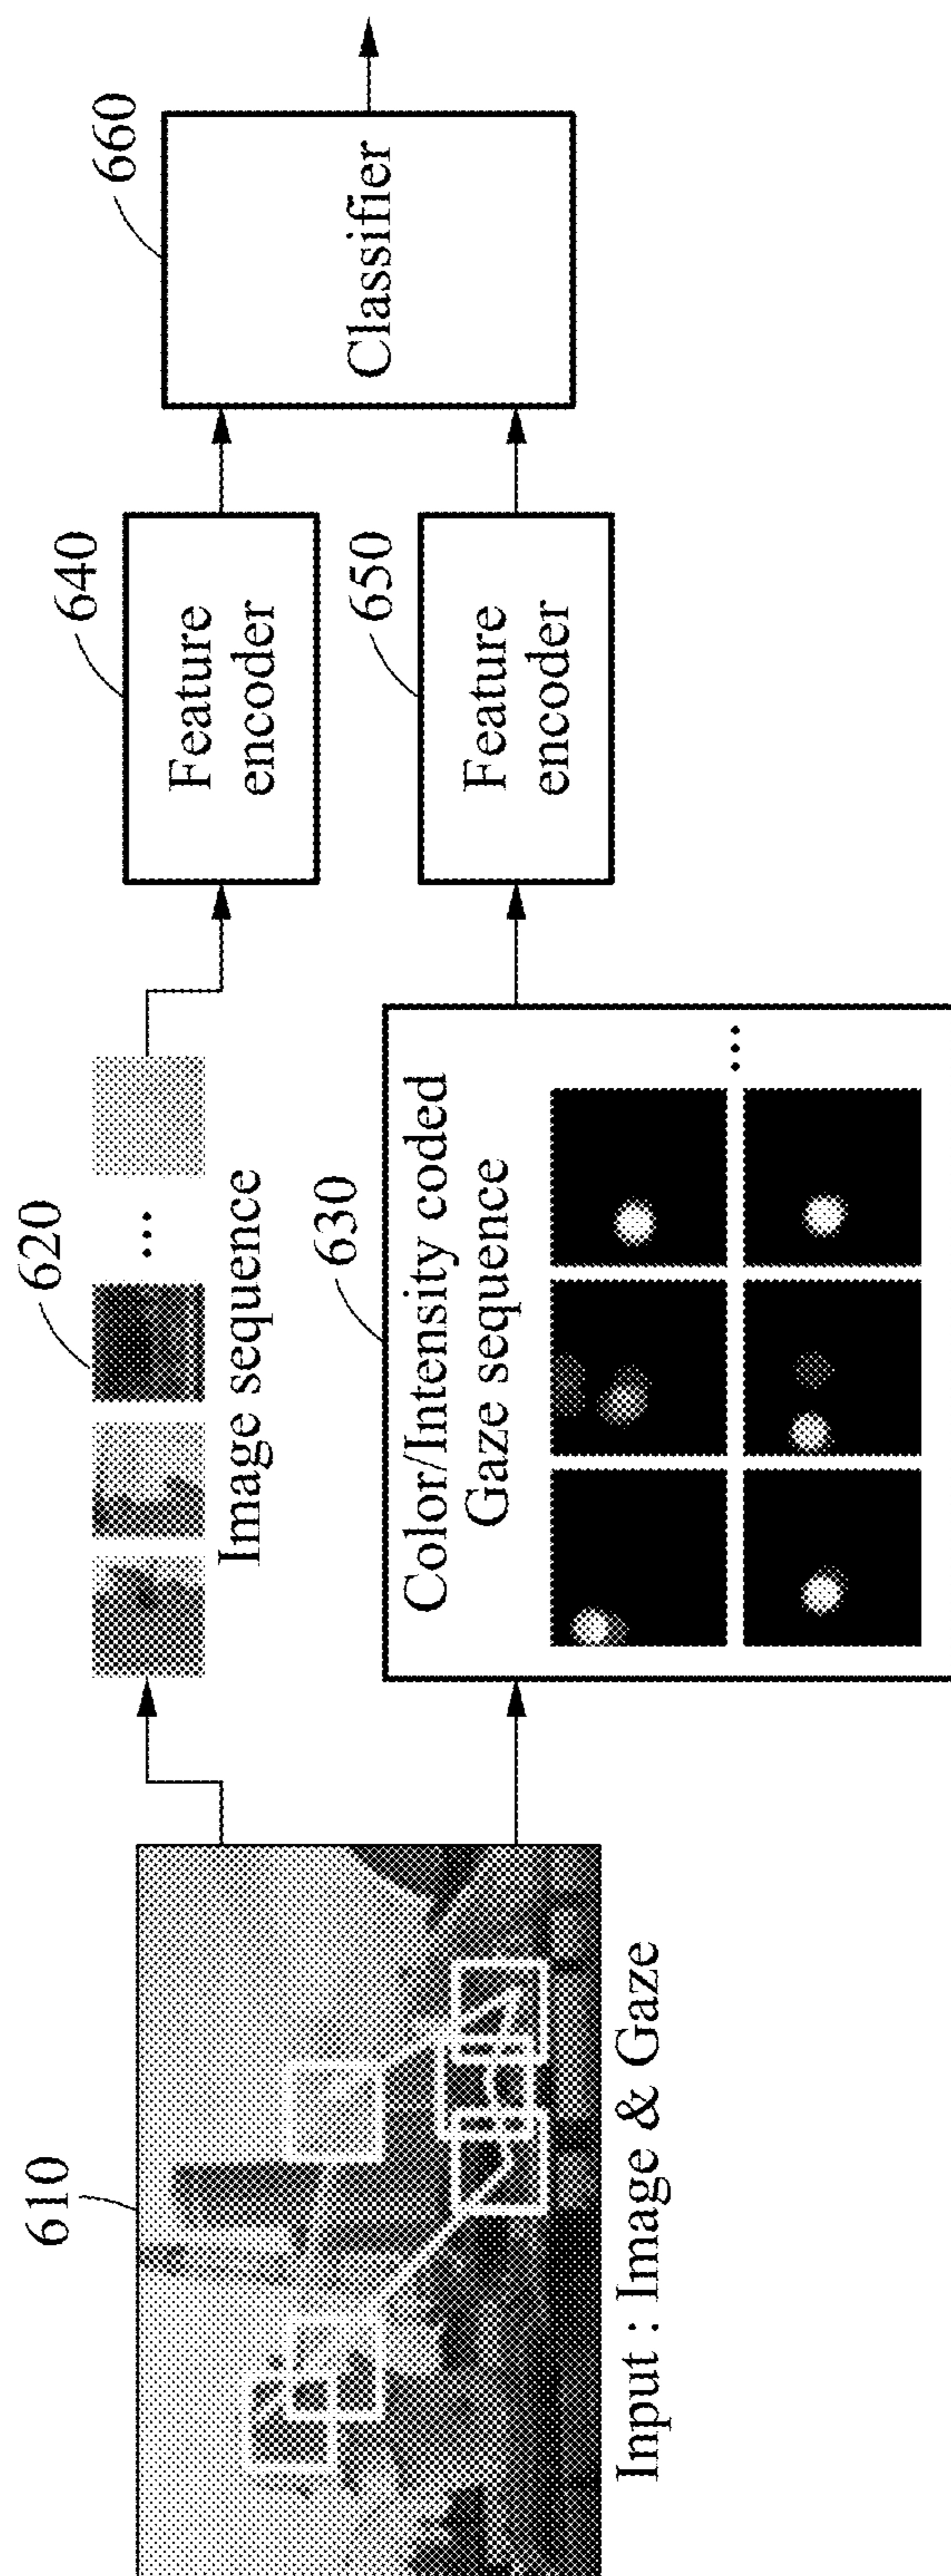 610
Input : Image & Gaze
620
...
Image sequence
630
Color/Intensity coded
Gaze sequence
...
640
Feature
encoder
650
Feature
encoder
660
Classifier